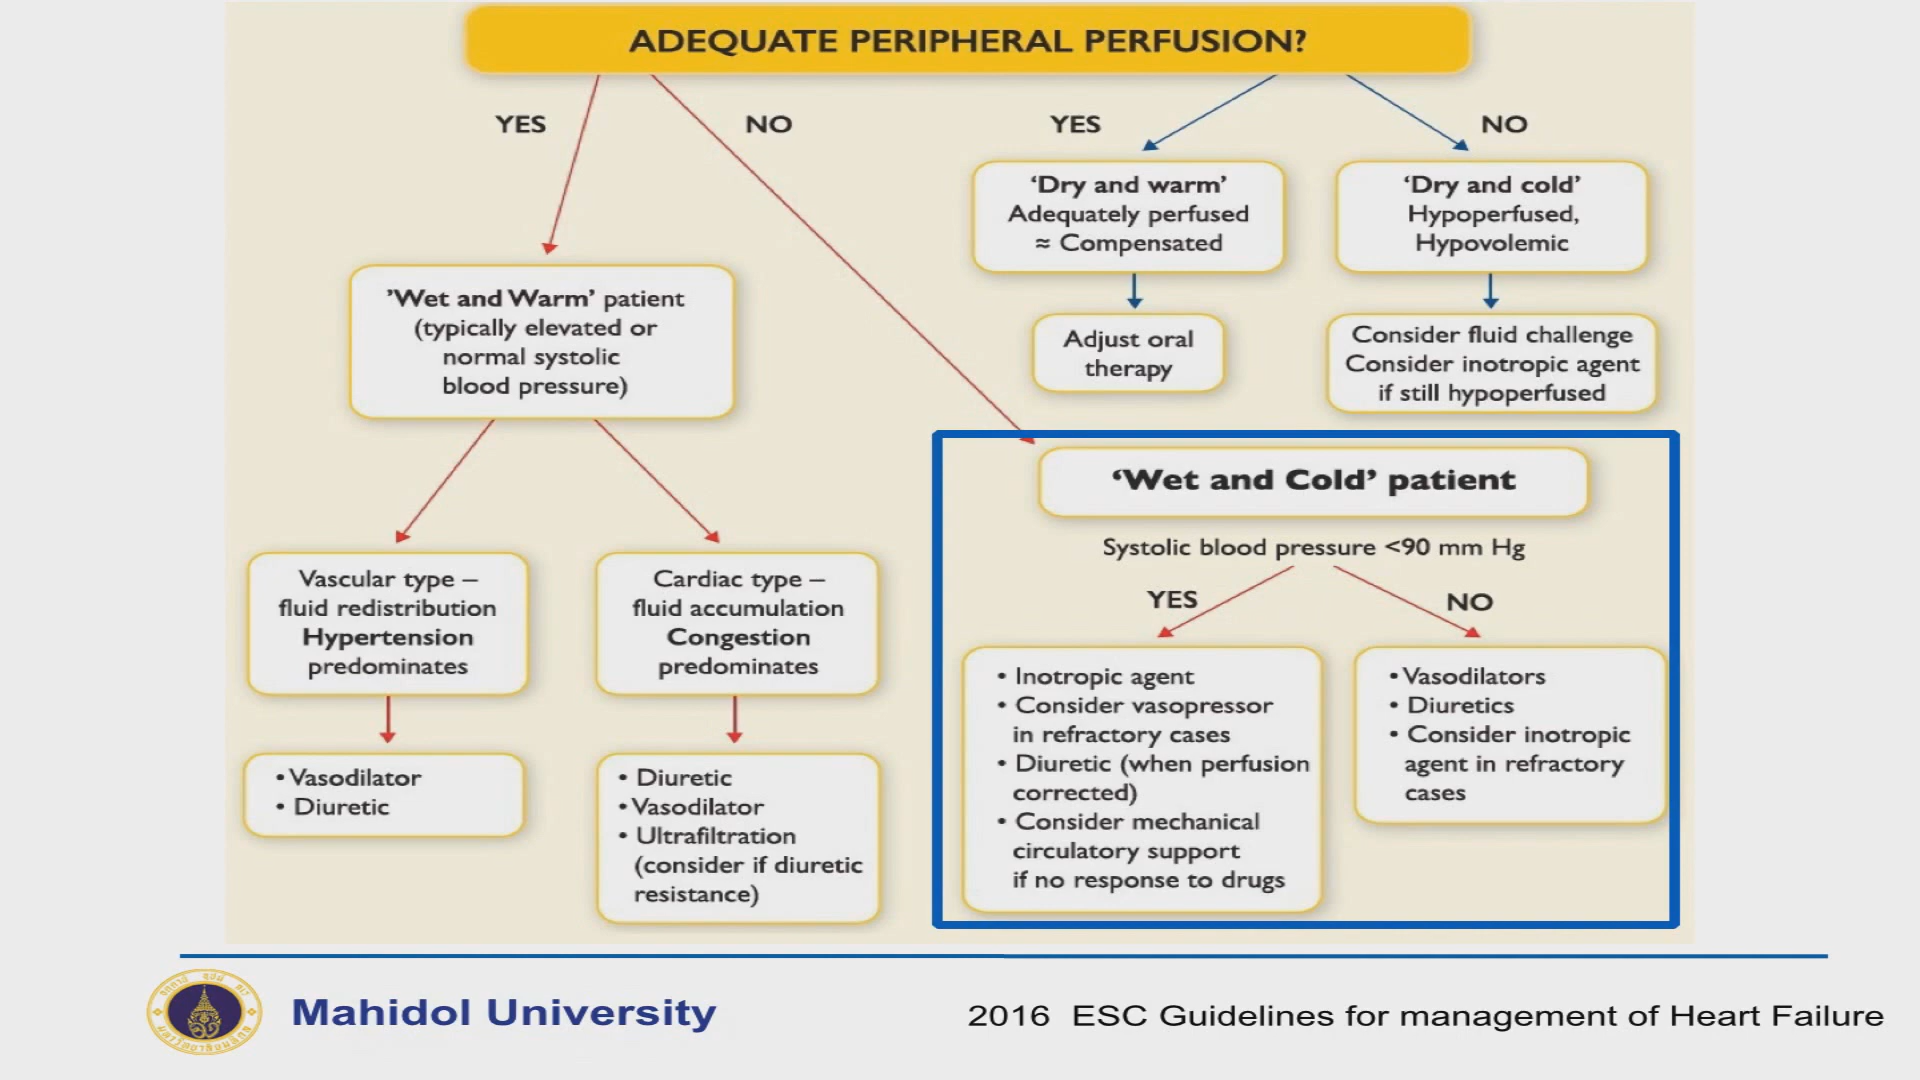 ADEQUATE PERIPHERAL PERFUSION?
YES
NO
YES
NO
‘Dry and warm’
Adequately perfused
≈ Compensated
‘Dry and cold’
Hypoperfused,
Hypovolemic
’Wet and Warm’ patient
(typically elevated or
normal systolic
blood pressure)
Adjust oral
therapy
Consider fluid challenge
Consider inotropic agent
if still hypoperfused
‘Wet and Cold’ patient
Systolic blood pressure <90 mm Hg
YES
NO
Vascular type –
fluid redistribution
Hypertension
predominates
Cardiac type –
fluid accumulation
Congestion
predominates
• Vasodilator
• Diuretic
• Diuretic
• Vasodilator
• Ultrafiltration
(consider if diuretic
resistance)
• Inotropic agent
• Consider vasopressor
in refractory cases
• Diuretic (when perfusion
corrected)
• Consider mechanical
circulatory support
if no response to drugs
• Vasodilators
• Diuretics
• Consider inotropic
agent in refractory
cases
Mahidol University
2016 ESC Guidelines for management of Heart Failure